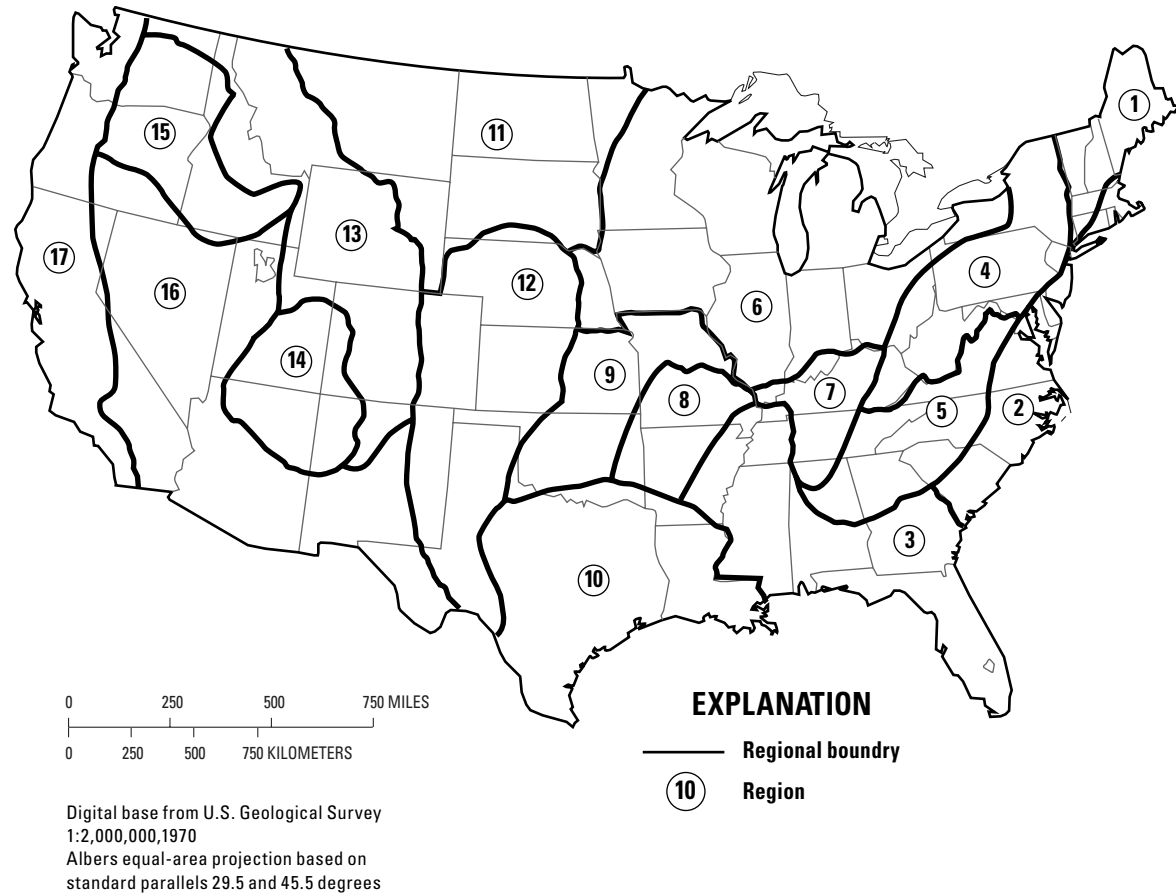 1
15
11
13
4
17
12
16
6
14
9
7
8
5
2
3
10
0 250 500 750 MILES
0 250 500 750 KILOMETERS
EXPLANATION
Regional boundry
10 Region
Digital base from U.S. Geological Survey
1:2,000,000,1970
Albers equal-area projection based on
standard parallels 29.5 and 45.5 degrees